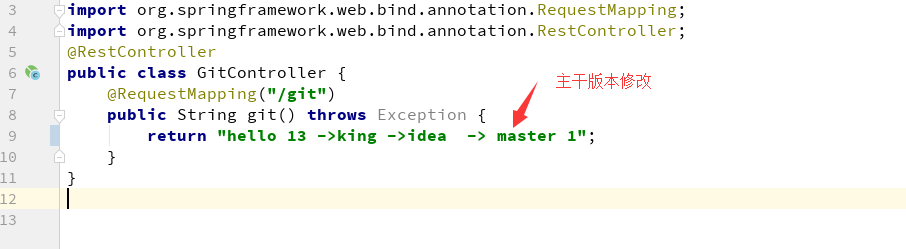 3 import org.springframework.web.bind.annotation.RequestMapping;
4 import org.springframework.web.bind.annotation.RestController;
5 @RestController
6 public class GitController {
7 @RequestMapping("/git")
主干版本修改
8 public String git() throws Exception {
9 return "hello 13 ->king ->idea  -> master 1";
10 }
11 }
12
13